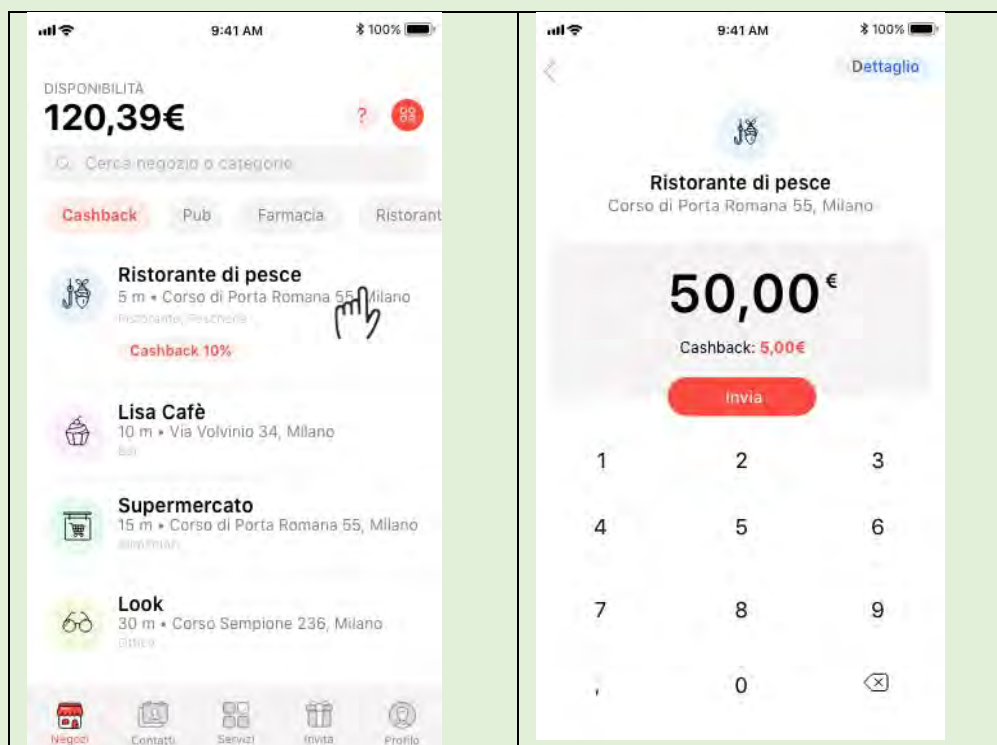 9:41 AM
100%
DISPONIBILITÀ
120,39€
?
Cerca negozio o categorie
Cashback Pub Farmacia Ristorant
Ristorante di pesce
5 m • Corso di Porta Romana 55, Milano
Ristorante, Pescheria
Cashback 10%
Lisa Cafè
10 m • Via Volvinio 34, Milano
Bar
Supermercato
15 m • Corso di Porta Romana 55, Milano
Look
30 m • Corso Sempione 236, Milano
Ottica
Negozi Contatti Servizi Invita Profilo
9:41 AM
100%
Dettaglio
Ristorante di pesce
Corso di Porta Romana 55, Milano
50,00€
Cashback: 5,00€
Invia
1 2 3
4 5 6
7 8 9
, 0